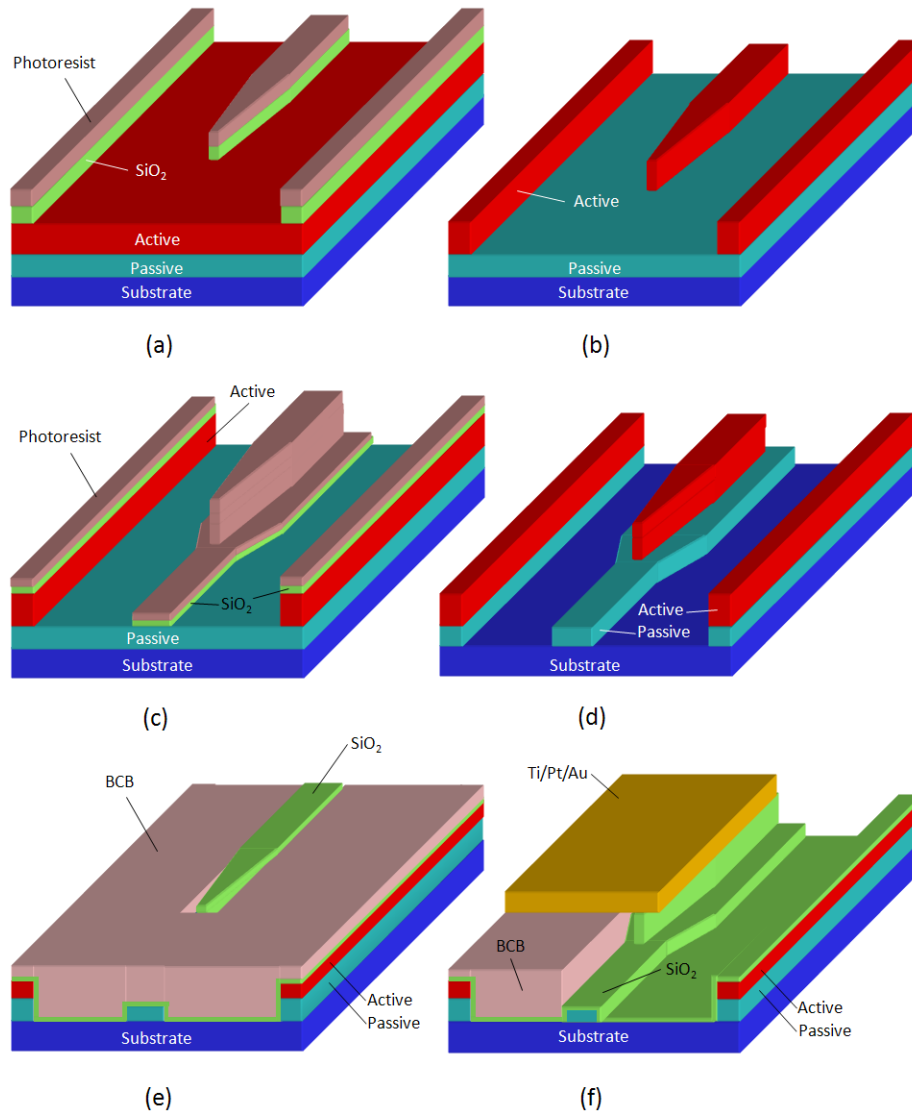 Photoresist
SiO2
Active
Passive
Substrate
(a)
Active
Passive
Substrate
(b)
Active
Photoresist
SiO2
Passive
Substrate
(c)
Active
Passive
Substrate
(d)
SiO2
BCB
Active
Passive
Substrate
(e)
Ti/Pt/Au
BCB
SiO2
Active
Passive
Substrate
(f)